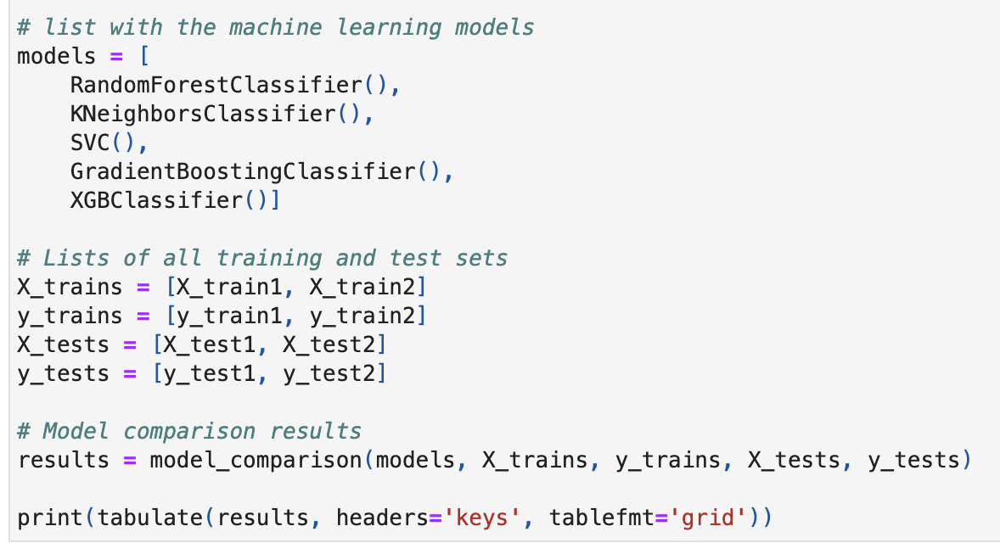 # list with the machine learning models
models = [
    RandomForestClassifier(),
    KNeighborsClassifier(),
    SVC(),
    GradientBoostingClassifier(),
    XGBClassifier()]

# Lists of all training and test sets
X_trains = [X_train1, X_train2]
y_trains = [y_train1, y_train2]
X_tests = [X_test1, X_test2]
y_tests = [y_test1, y_test2]

# Model comparison results
results = model_comparison(models, X_trains, y_trains, X_tests, y_tests)

print(tabulate(results, headers='keys', tablefmt='grid'))